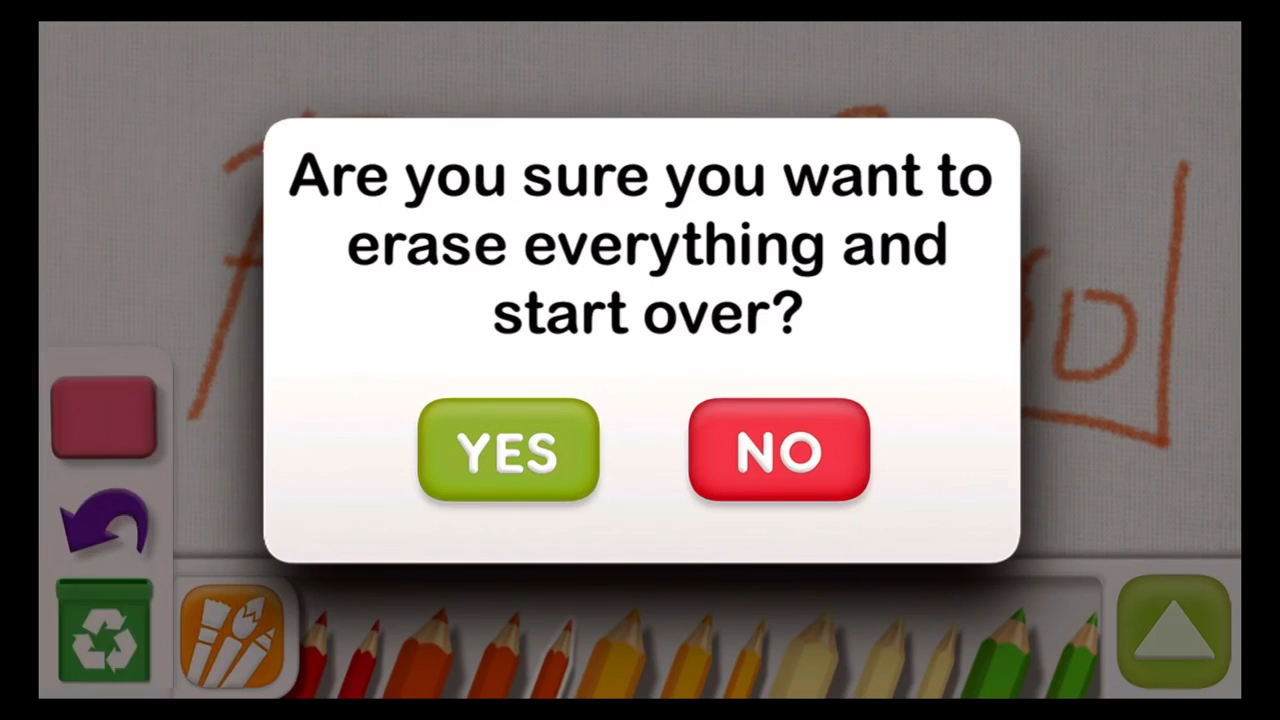 Are you sure you want to
erase everything and
start over?
YES
NO